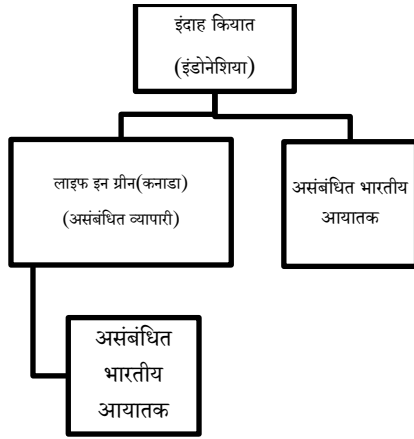 इंदाह कियात
(इंडोनेशिया)
लाइफ इन ग्रीन(कनाडा)
(असंबंधित व्यापारी)
असंबंधित भारतीय
आयातक
असंबंधित
भारतीय
आयातक